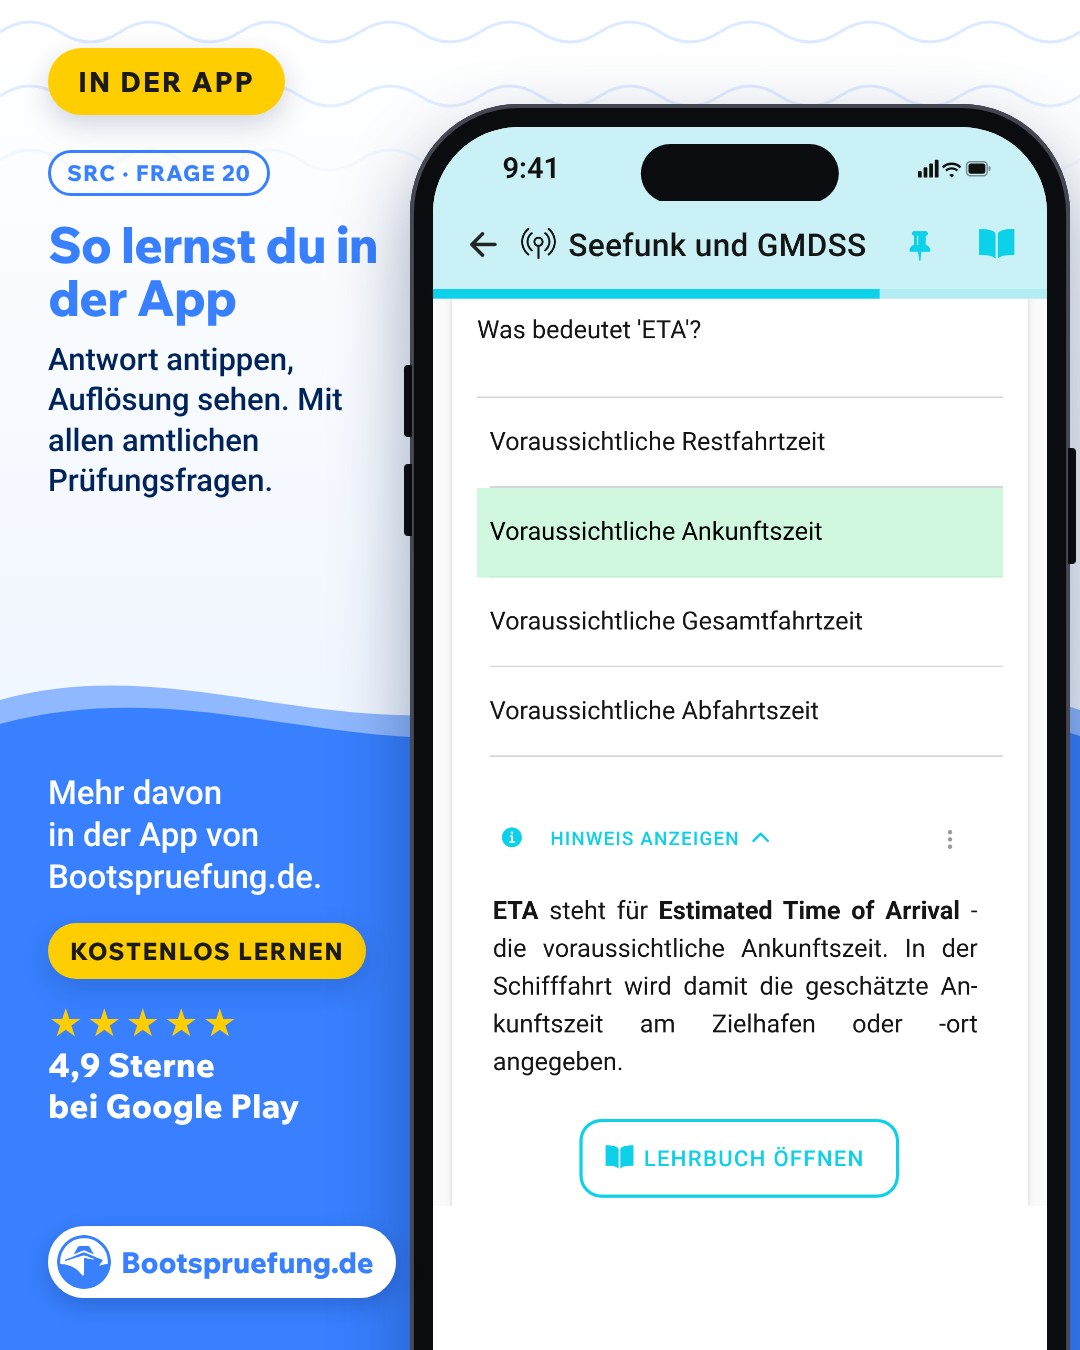 IN DER APP
SRC · FRAGE 20
So lernst du in
der App
Antwort antippen,
Auflösung sehen. Mit
allen amtlichen
Prüfungsfragen.
Mehr davon
in der App von
Bootspruefung.de.
KOSTENLOS LERNEN
4,9 Sterne
bei Google Play
Bootspruefung.de
9:41
Seefunk und GMDSS
Was bedeutet 'ETA'?
Voraussichtliche Restfahrtzeit
Voraussichtliche Ankunftszeit
Voraussichtliche Gesamtfahrtzeit
Voraussichtliche Abfahrtszeit
HINWEIS ANZEIGEN
ETA steht für Estimated Time of Arrival -
die voraussichtliche Ankunftszeit. In der
Schifffahrt wird damit die geschätzte An-
kunftszeit am Zielhafen oder -ort
angegeben.
LEHRBUCH ÖFFNEN